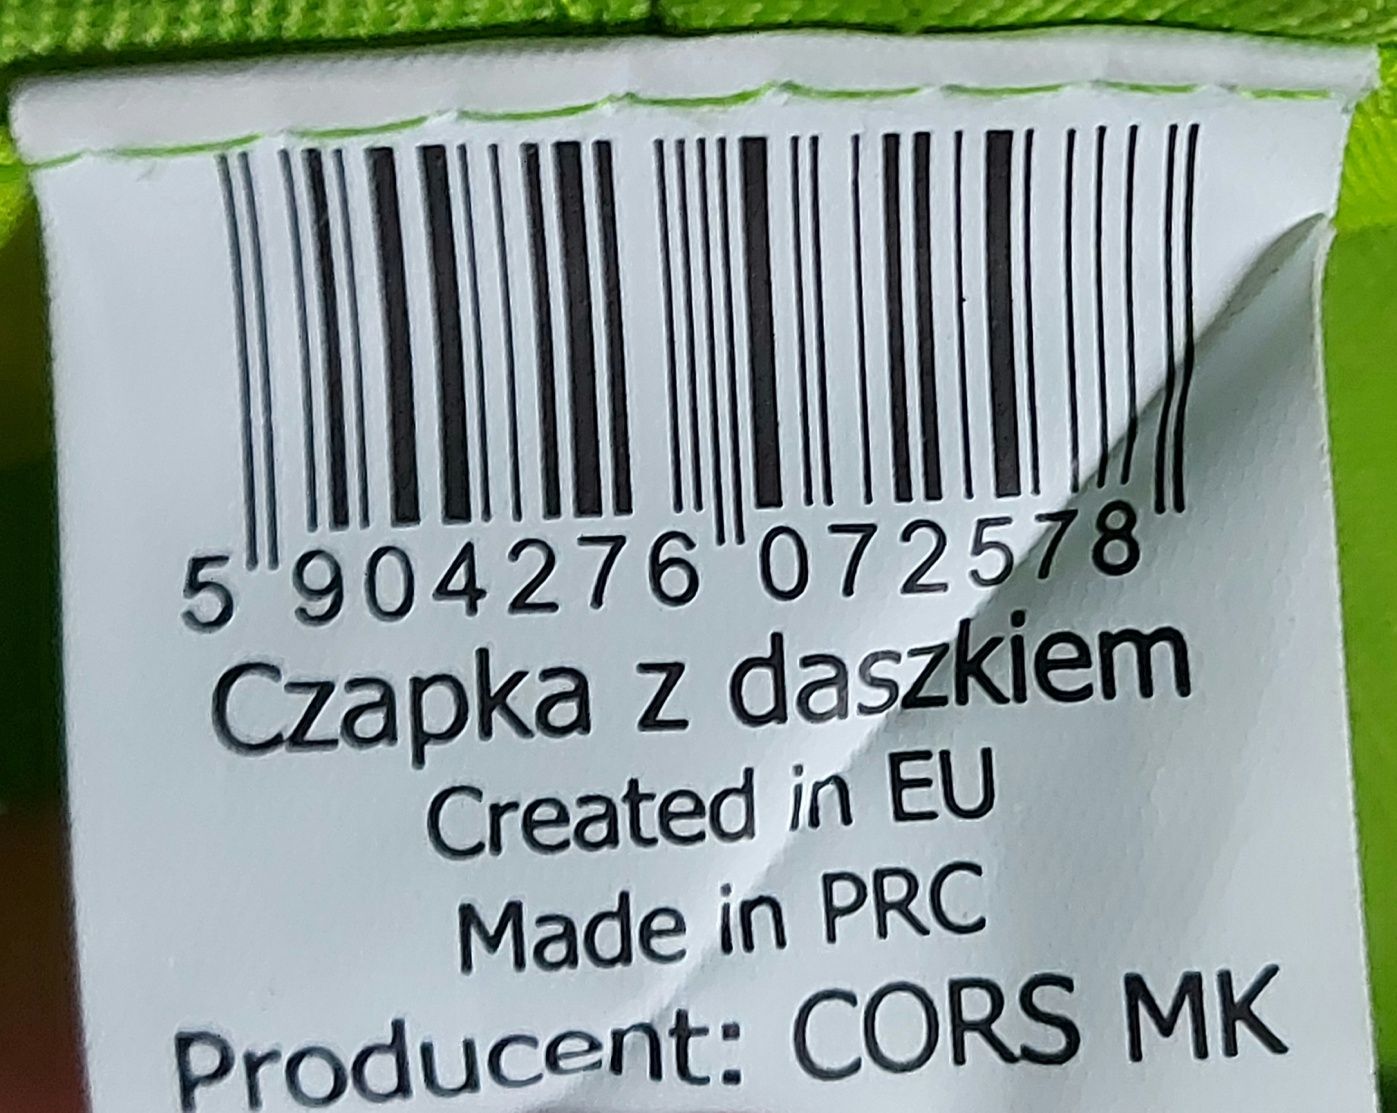 5 904276 072578
Czapka z daszkiem
Created in EU
Made in PRC
Producent: CORS MK